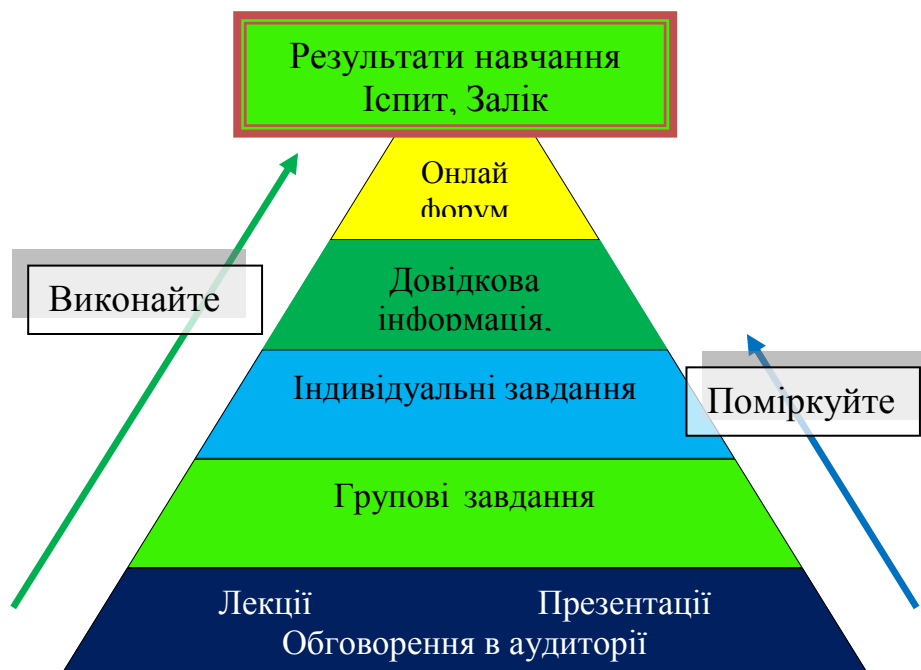 Результати навчання
Іспит, Залік
Онлай
форум
Довідкова
інформація,
Виконайте
Індивідуальні завдання
Поміркуйте
Групові завдання
Лекції Презентації
Обговорення в аудиторії